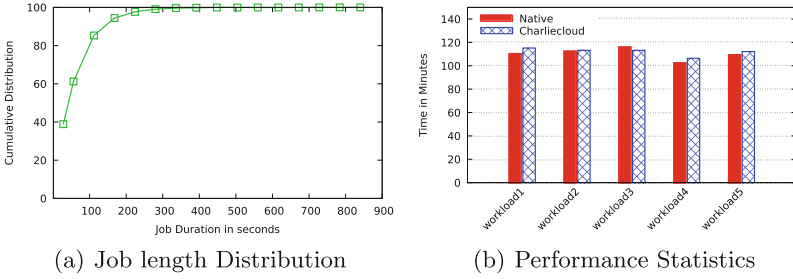 100
80
60
40
20
0
Cumulative Distribution
100 200 300 400 500 600 700 800 900
Job Duration in seconds
(a) Job length Distribution
140
120
100
80
60
40
20
0
Time in Minutes
Native
Charliecloud
workload1 workload2 workload3 workload4 workload5
(b) Performance Statistics